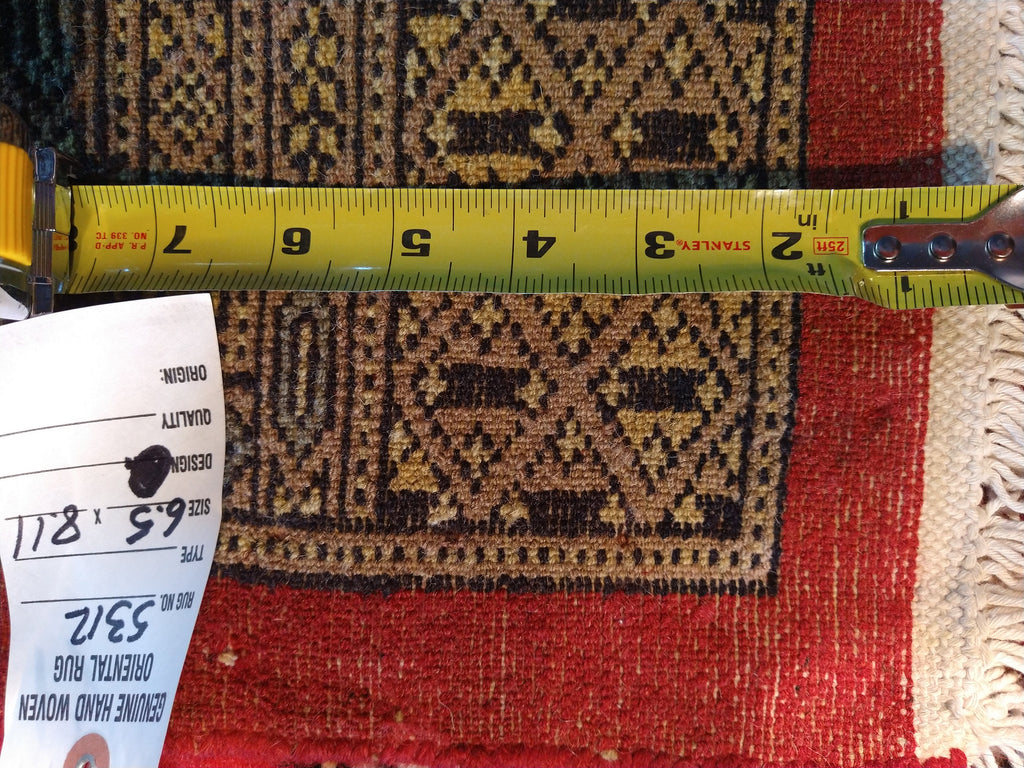 1
2
3
4
5
6
7
in
ft
25ft
STANLEY®
P.R. APP-D
NO. 339 TC
GENUINE HAND WOVEN
ORIENTAL RUG
RUG NO. 5312
TYPE
SIZE 6.5 x 8.11
DESIGN
QUALITY
ORIGIN: